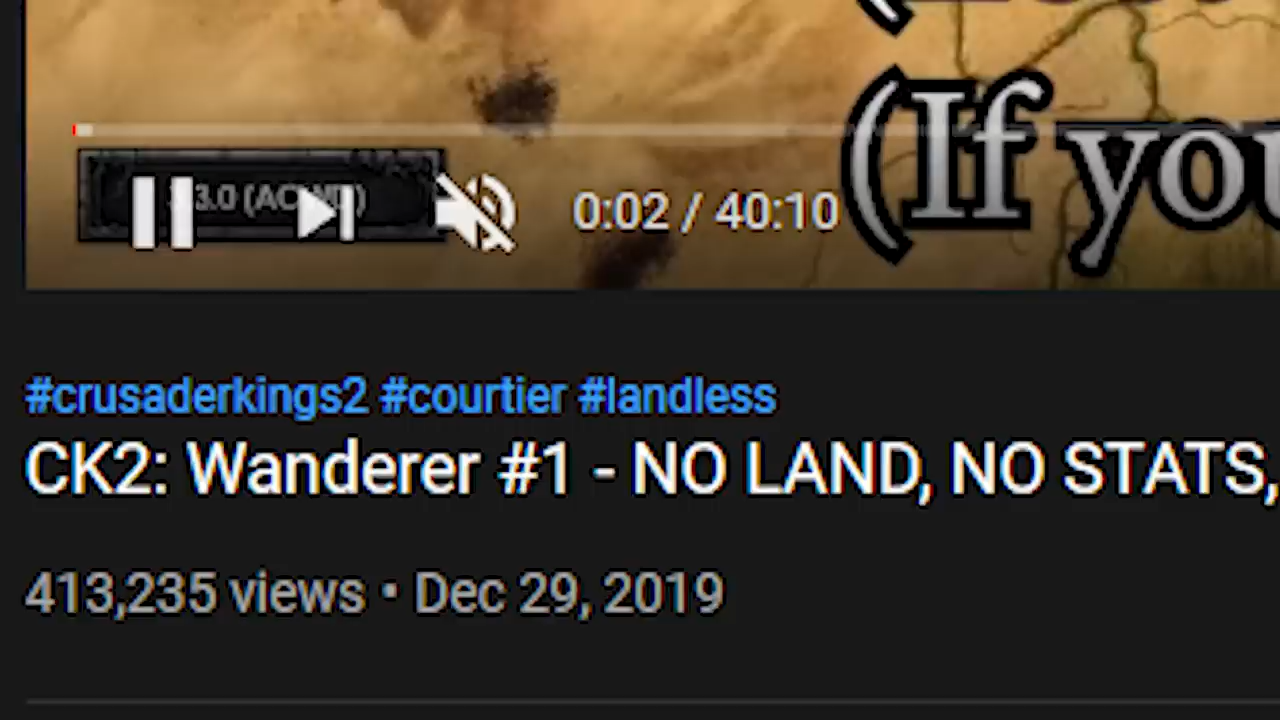 (If you
3.0 (AC
0:02 / 40:10
#crusaderkings2 #courtier #landless
CK2: Wanderer #1 - NO LAND, NO STATS,
413,235 views • Dec 29, 2019